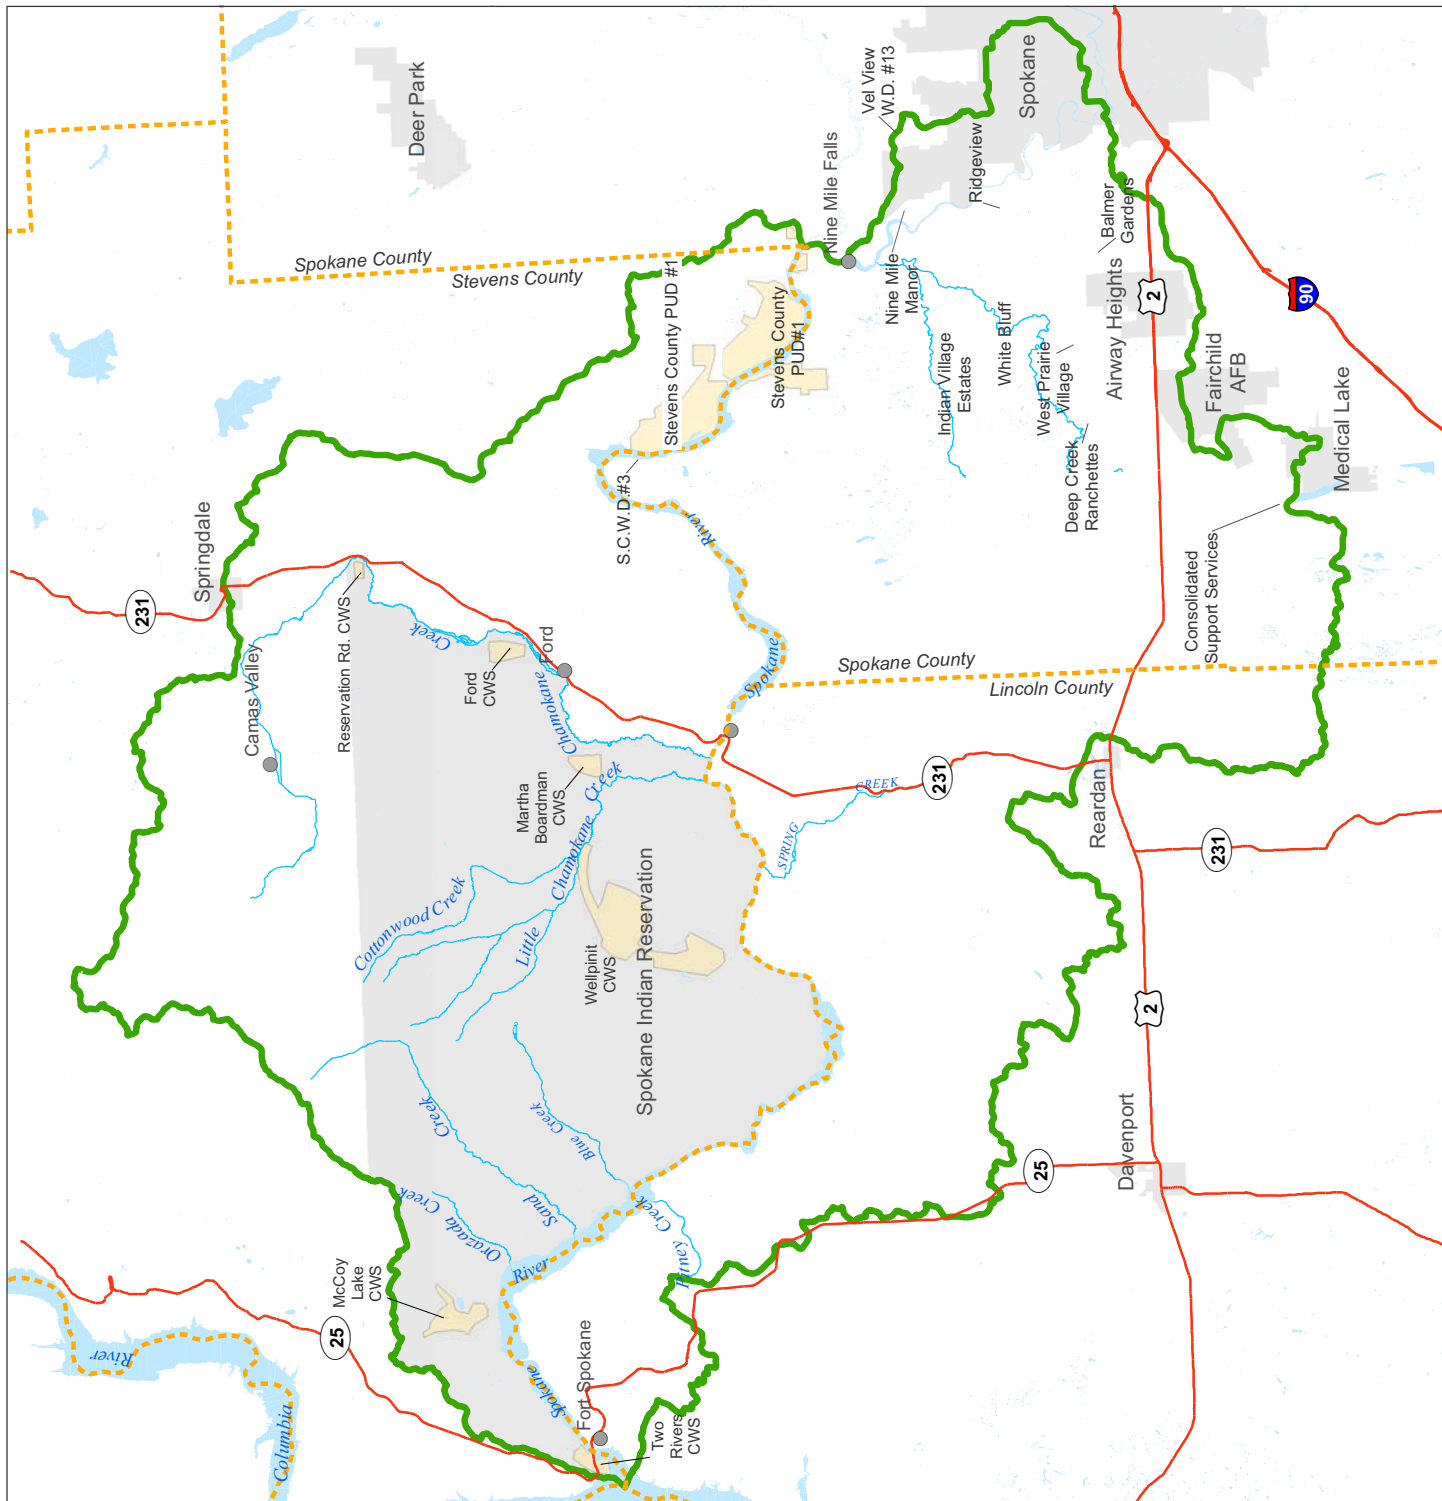 Deer Park
Vel View
W.D. #13
Spokane
Nine Mile Falls
Ridgeview
Balmer
Gardens
Spokane County
Stevens County
Stevens County PUD #1
Stevens County
PUD#1
Nine Mile
Manor
Indian Village
Estates
White Bluff
West Prairie
Village
Deep Creek
Ranchettes
Airway Heights
2
90
Fairchild
AFB
Medical Lake
Consolidated
Support Services
S.C.W.D.#3
River
Spokane
Springdale
231
Camas Valley
Reservation Rd. CWS
Creek
Ford
CWS
Ford
Chamokane
Martha
Boardman
CWS
Creek
Chamokane
Little
Cottonwood Creek
Wellpinit
CWS
Spokane Indian Reservation
Spokane County
Lincoln County
231
CREEK
SPRING
Reardan
231
2
Davenport
25
Creek
Sand
Blue Creek
Orazada Creek
Pitney Creek
River
Spokane
McCoy
Lake
CWS
25
Fort Spokane
Two
Rivers
CWS
River
Columbia